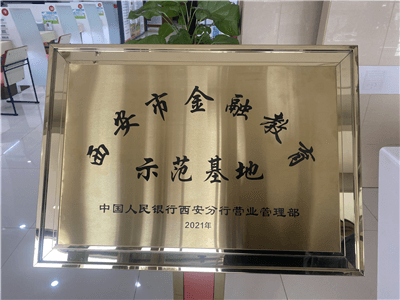 西安市金融教育
示范基地
中国人民银行西安分行营业管理部
2021年